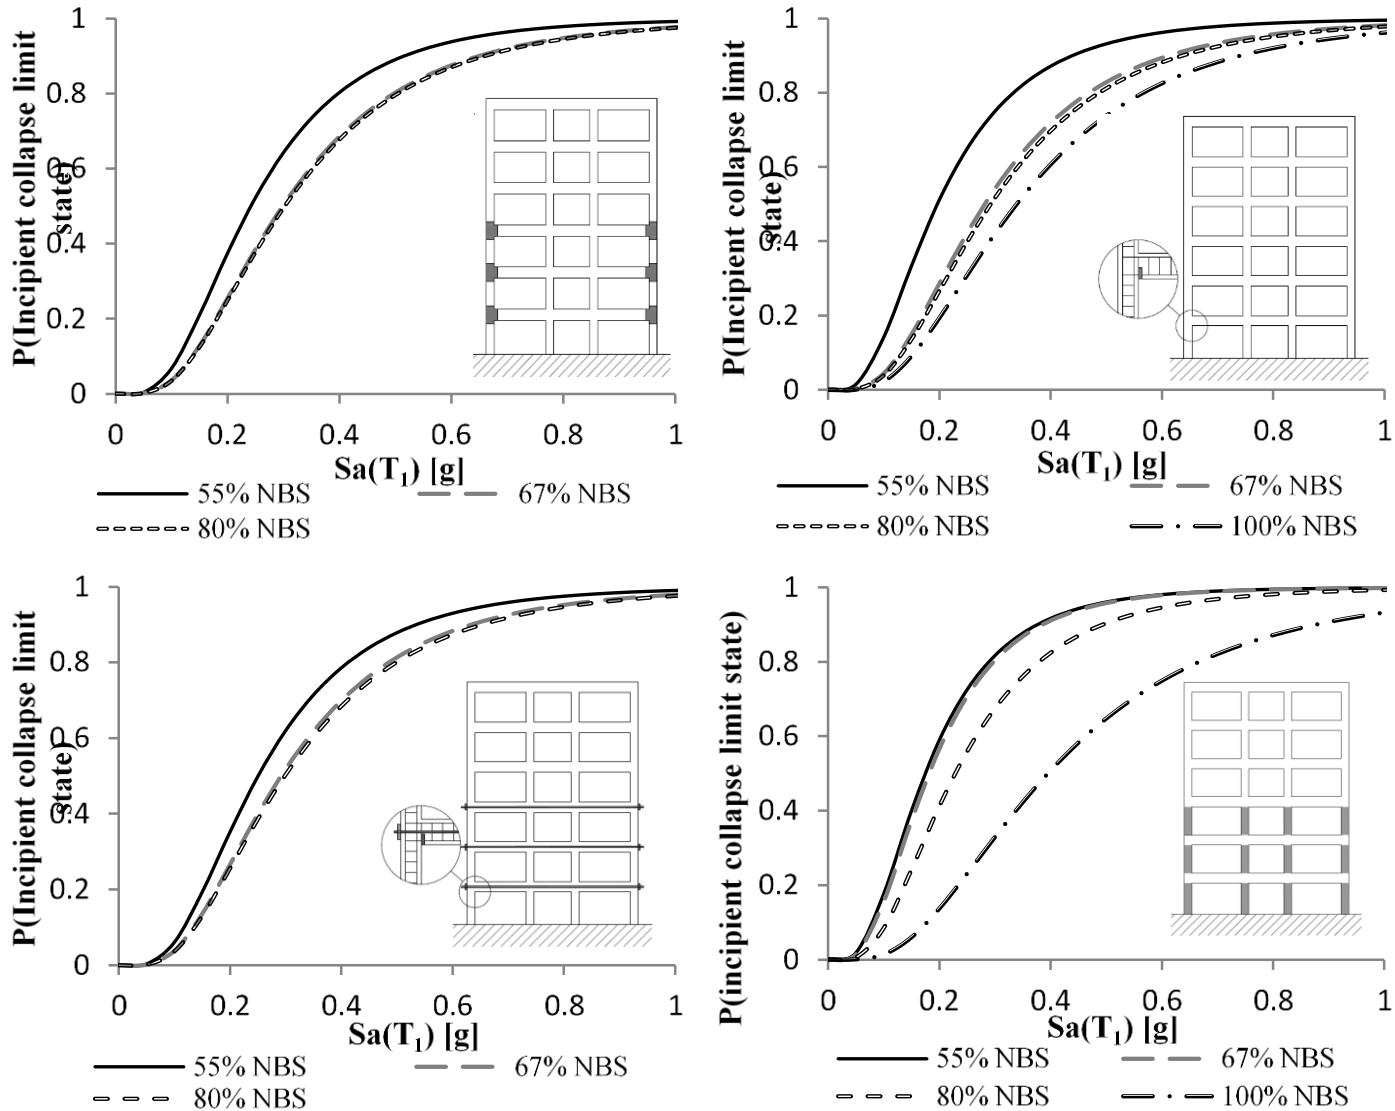 P(Incipient collapse limit
state)
1
0.8
0.6
0.4
0.2
0
0 0.2 0.4 0.6 0.8 1
Sa(T1) [g]
55% NBS 67% NBS
80% NBS
P(Incipient collapse limit
state)
1
0.8
0.6
0.4
0.2
0
0 0.2 0.4 0.6 0.8 1
Sa(T1) [g]
55% NBS 67% NBS
80% NBS 100% NBS
P(Incipient collapse limit
state)
1
0.8
0.6
0.4
0.2
0
0 0.2 0.4 0.6 0.8 1
Sa(T1) [g]
55% NBS 67% NBS
80% NBS
P(incipient collapse limit state)
1
0.8
0.6
0.4
0.2
0
0 0.2 0.4 0.6 0.8 1
Sa(T1) [g]
55% NBS 67% NBS
80% NBS 100% NBS